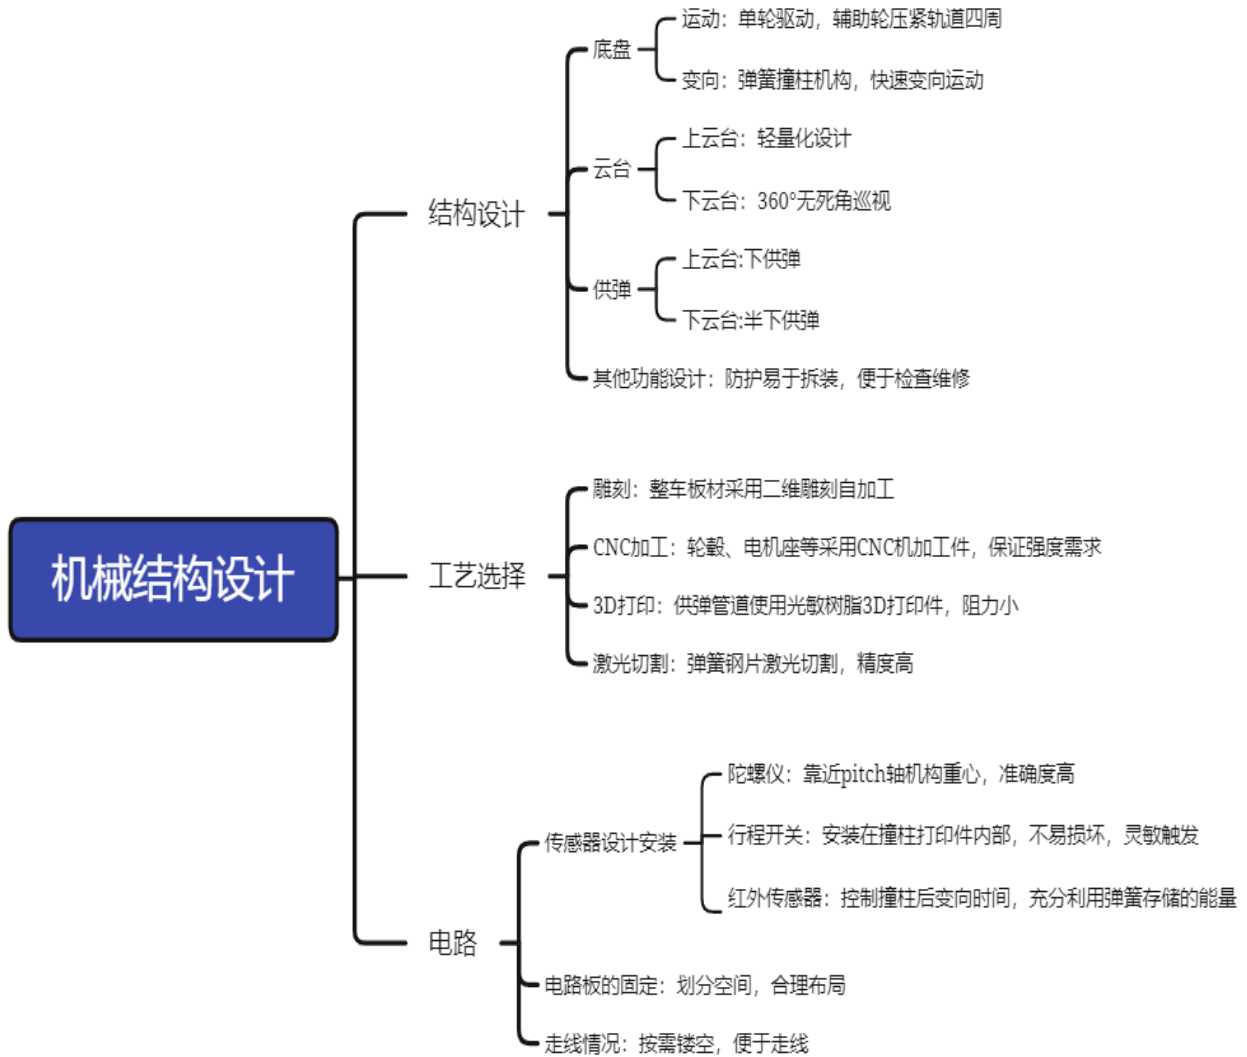 机械结构设计
结构设计
底盘
运动：单轮驱动，辅助轮压紧轨道四周
变向：弹簧撞柱机构，快速变向运动
云台
上云台：轻量化设计
下云台：360°无死角巡视
供弹
上云台:下供弹
下云台:半下供弹
其他功能设计：防护易于拆装，便于检查维修
工艺选择
雕刻：整车板材采用二维雕刻自加工
CNC加工：轮毂、电机座等采用CNC机加工件，保证强度需求
3D打印：供弹管道使用光敏树脂3D打印件，阻力小
激光切割：弹簧钢片激光切割，精度高
电路
传感器设计安装
陀螺仪：靠近pitch轴机构重心，准确度高
行程开关：安装在撞柱打印件内部，不易损坏，灵敏触发
红外传感器：控制撞柱后变向时间，充分利用弹簧存储的能量
电路板的固定：划分空间，合理布局
走线情况：按需镂空，便于走线